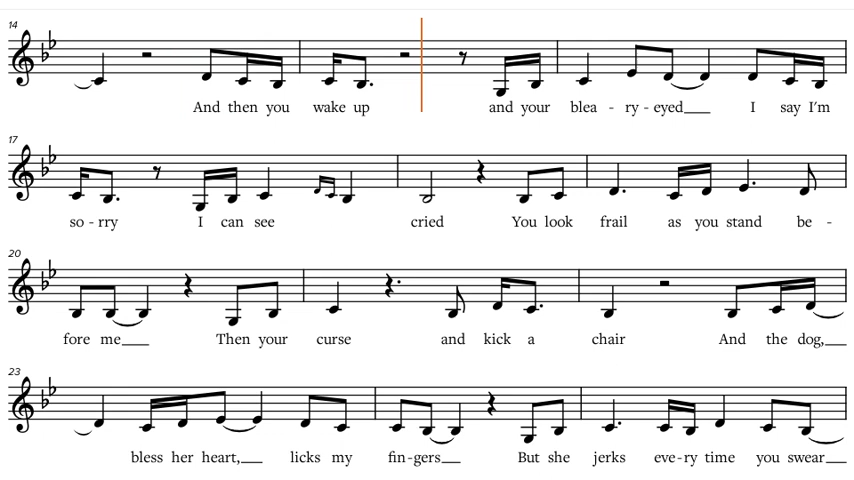 14
And then you wake up and your blea - ry - eyed I say I'm
17
so - rry I can see cried You look frail as you stand be -
20
fore me Then your curse and kick a chair And the dog,
23
bless her heart, licks my fin - gers But she jerks eve - ry time you swear